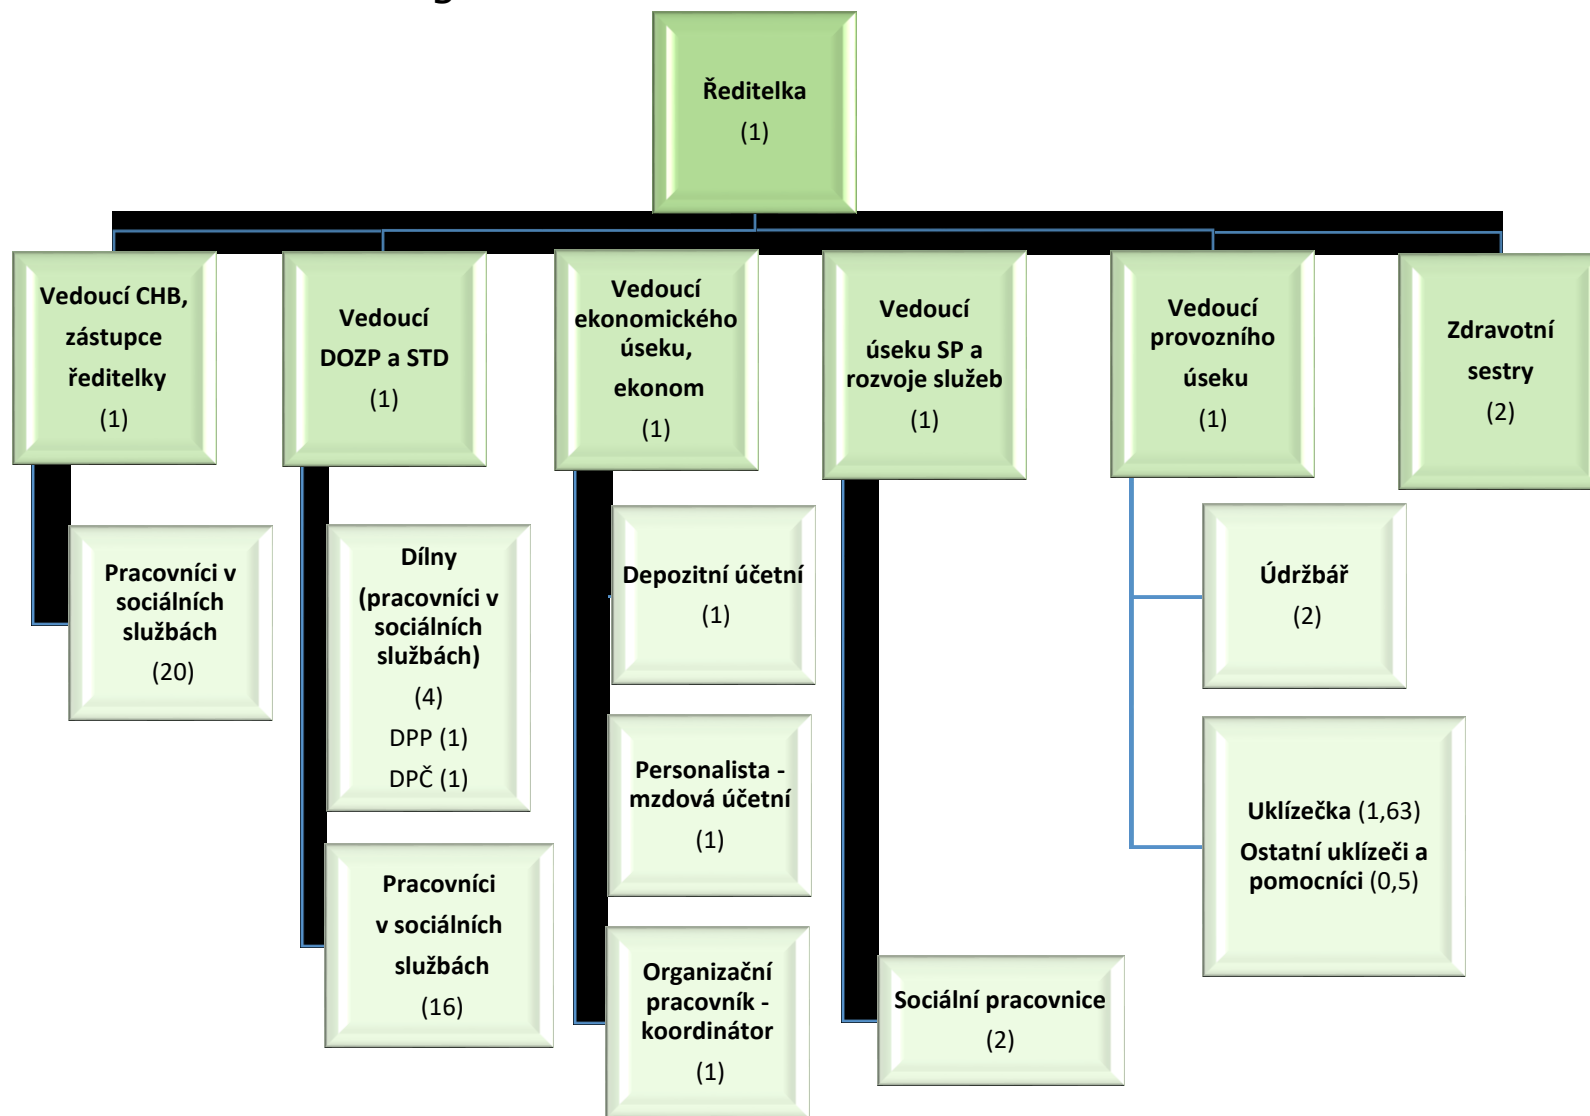 Ředitelka
(1)
Vedoucí CHB,
zástupce
ředitelky
(1)
Vedoucí
DOZP a STD
(1)
Vedoucí
ekonomického
úseku,
ekonom
(1)
Vedoucí
úseku SP a
rozvoje služeb
(1)
Vedoucí
provozního
úseku
(1)
Zdravotní
sestry
(2)
Pracovníci v
sociálních
službách
(20)
Dílny
(pracovníci v
sociálních
službách)
(4)
DPP (1)
DPČ (1)
Pracovníci
v sociálních
službách
(16)
Depozitní účetní
(1)
Personalista -
mzdová účetní
(1)
Organizační
pracovník -
koordinátor
(1)
Sociální pracovnice
(2)
Údržbář
(2)
Uklízečka (1,63)
Ostatní uklízeči a
pomocníci (0,5)